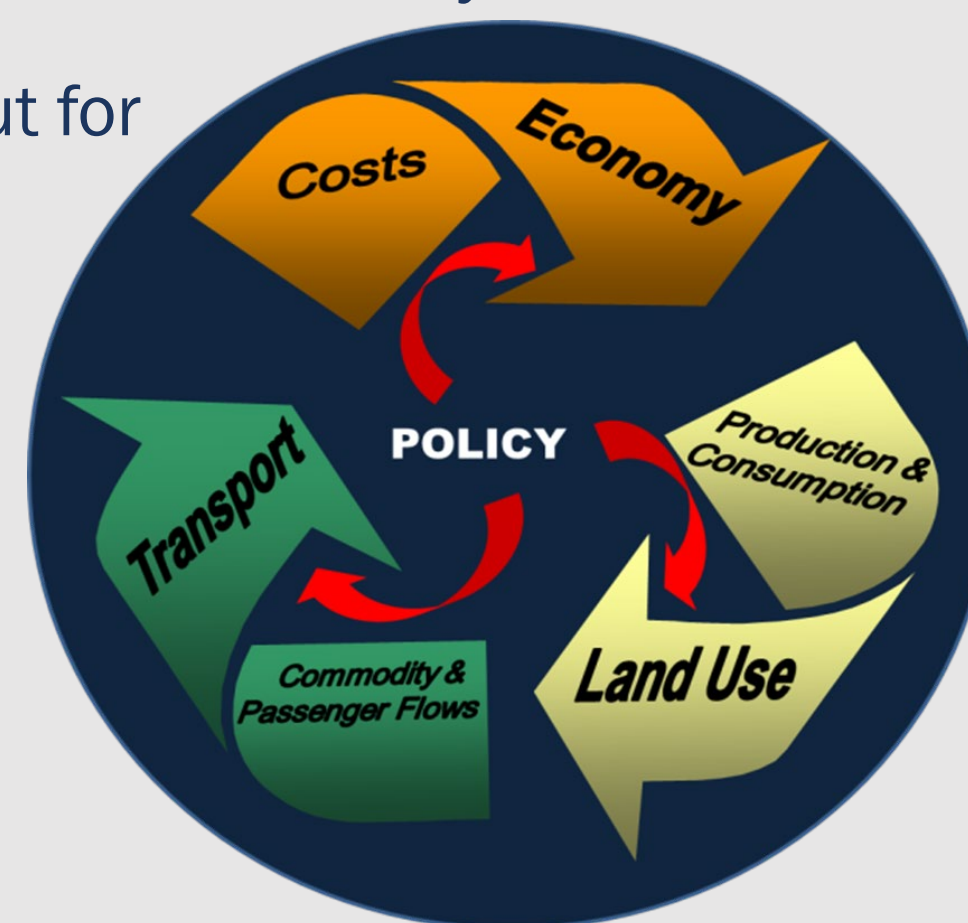 ut for
Costs
Economy
POLICY
Production &
Consumption
Transport
Land Use
Commodity &
Passenger Flows